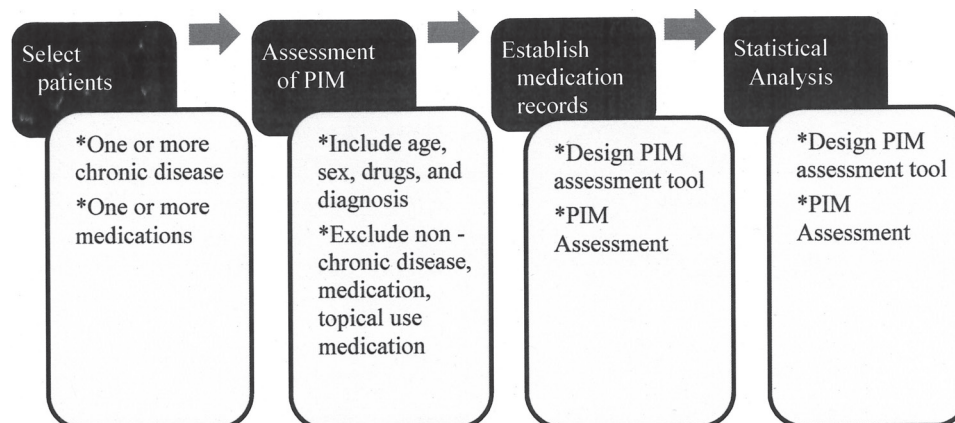 Select
patients
*One or more
chronic disease
*One or more
medications
Assessment
of PIM
*Include age,
sex, drugs, and
diagnosis
*Exclude non -
chronic disease,
medication,
topical use
medication
Establish
medication
records
*Design PIM
assessment tool
*PIM
Assessment
Statistical
Analysis
*Design PIM
assessment tool
*PIM
Assessment